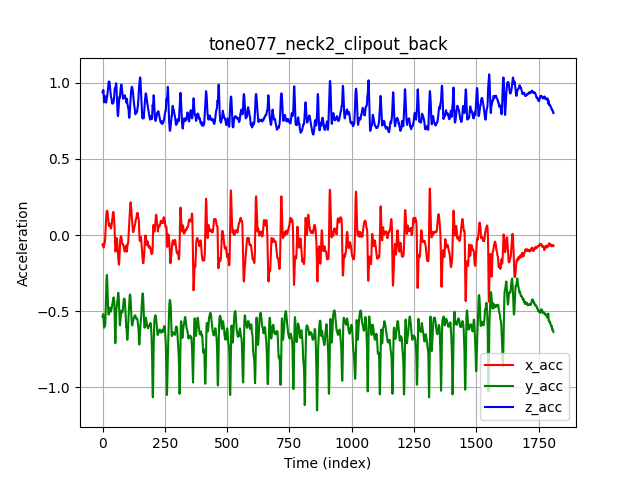 tone077_neck2_clipout_back
Acceleration
1.0
0.5
0.0
−0.5
−1.0
x_acc
y_acc
z_acc
0 250 500 750 1000 1250 1500 1750
Time (index)